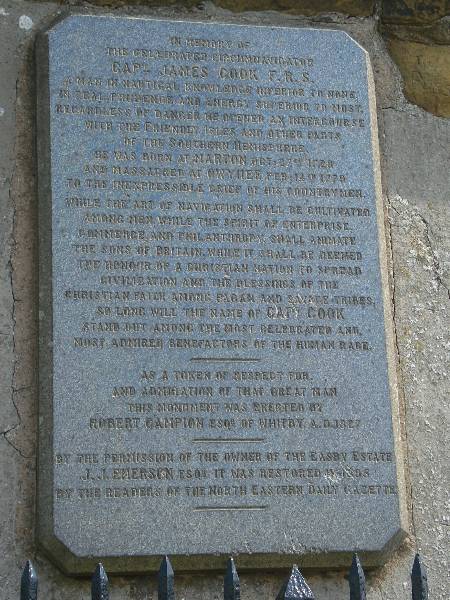 IN MEMORY OF
THE CELEBRATED CIRCUMNAVIGATOR
CAPT. JAMES COOK F.R.S.
A MAN IN NAUTICAL KNOWLEDGE INFERIOR TO NONE,
IN ZEAL, PRUDENCE AND ENERGY SUPERIOR TO MOST.
REGARDLESS OF DANGER HE OPENED AN INTERCOURSE
WITH THE FRIENDLY ISLES AND OTHER PARTS
OF THE SOUTHERN HEMISPHERE.
HE WAS BORN AT MARTON OCT. 27TH 1728
AND MASSACRED AT OWYHEE FEB. 14TH 1779
TO THE INEXPRESSIBLE GRIEF OF HIS COUNTRYMEN.
WHILE THE ART OF NAVIGATION SHALL BE CULTIVATED
AMONG MEN, WHILE THE SPIRIT OF ENTERPRISE,
COMMERCE, AND PHILANTHROPY, SHALL ANIMATE
THE SONS OF BRITAIN, WHILE IT SHALL BE DEEMED
THE HONOUR OF A CHRISTIAN NATION TO SPREAD
CIVILIZATION AND THE BLESSINGS OF THE
CHRISTIAN FAITH AMONG PAGAN AND SAVAGE TRIBES,
SO LONG WILL THE NAME OF CAPT COOK
STAND OUT AMONG THE MOST CELEBRATED AND,
MOST ADMIRED BENEFACTORS OF THE HUMAN RACE.
AS A TOKEN OF RESPECT FOR,
AND ADMIRATION OF THAT GREAT MAN
THIS MONUMENT WAS ERECTED BY
ROBERT CAMPION ESQR. OF WHITBY, A.D. 1827
BY THE PERMISSION OF THE OWNER OF THE EASBY ESTATE
J. J. EMERSON ESQR. IT WAS RESTORED IN 1895
BY THE READERS OF THE NORTH EASTERN DAILY GAZETTE.